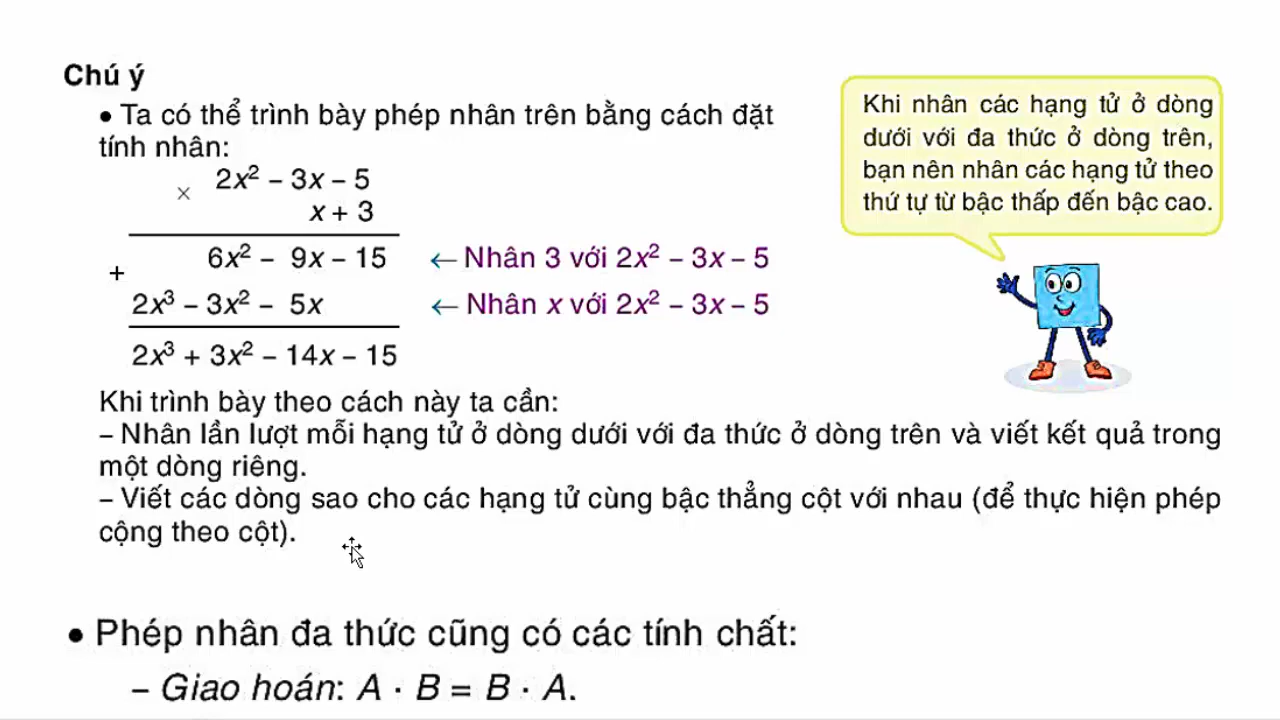 Chú ý
• Ta có thể trình bày phép nhân trên bằng cách đặt
tính nhân:
× 2x² – 3x – 5
x + 3
+ 6x² – 9x – 15 ← Nhân 3 với 2x² – 3x – 5
2x³ – 3x² – 5x ← Nhân x với 2x² – 3x – 5
2x³ + 3x² – 14x – 15
Khi nhân các hạng tử ở dòng
dưới với đa thức ở dòng trên,
bạn nên nhân các hạng tử theo
thứ tự từ bậc thấp đến bậc cao.
Khi trình bày theo cách này ta cần:
– Nhân lần lượt mỗi hạng tử ở dòng dưới với đa thức ở dòng trên và viết kết quả trong
một dòng riêng.
– Viết các dòng sao cho các hạng tử cùng bậc thẳng cột với nhau (để thực hiện phép
cộng theo cột).
• Phép nhân đa thức cũng có các tính chất:
– Giao hoán: A · B = B · A.